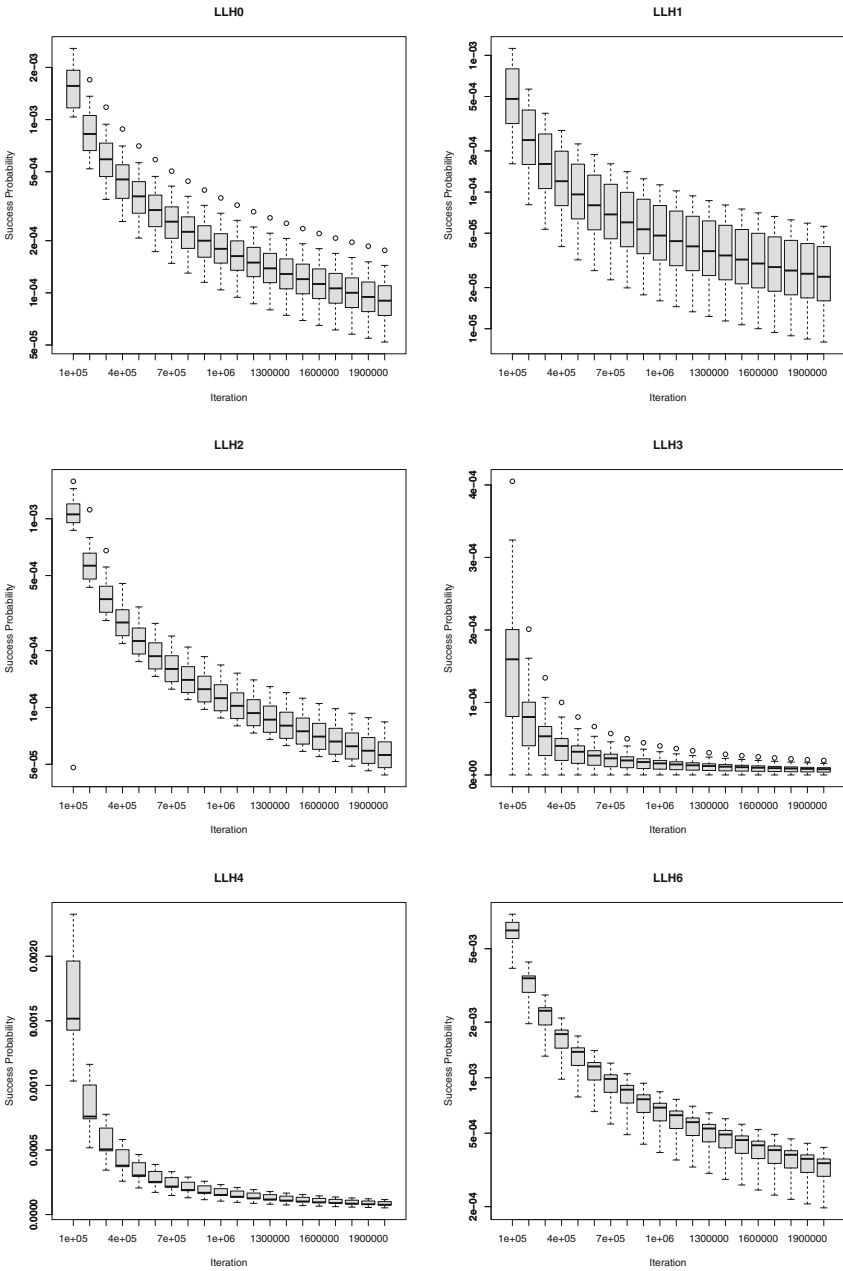 LLH0
Success Probability
2e−03
1e−03
5e−04
2e−04
1e−04
5e−05
1e+05 4e+05 7e+05 1e+06 1300000 1600000 1900000
Iteration
LLH1
Success Probability
1e−03
5e−04
2e−04
1e−04
5e−05
2e−05
1e−05
1e+05 4e+05 7e+05 1e+06 1300000 1600000 1900000
Iteration
LLH2
Success Probability
1e−03
5e−04
2e−04
1e−04
5e−05
1e+05 4e+05 7e+05 1e+06 1300000 1600000 1900000
Iteration
LLH3
Success Probability
4e−04
3e−04
2e−04
1e−04
0e+00
1e+05 4e+05 7e+05 1e+06 1300000 1600000 1900000
Iteration
LLH4
Success Probability
0.0020
0.0015
0.0010
0.0005
0.0000
1e+05 4e+05 7e+05 1e+06 1300000 1600000 1900000
Iteration
LLH6
Success Probability
5e−03
2e−03
1e−03
5e−04
2e−04
1e+05 4e+05 7e+05 1e+06 1300000 1600000 1900000
Iteration